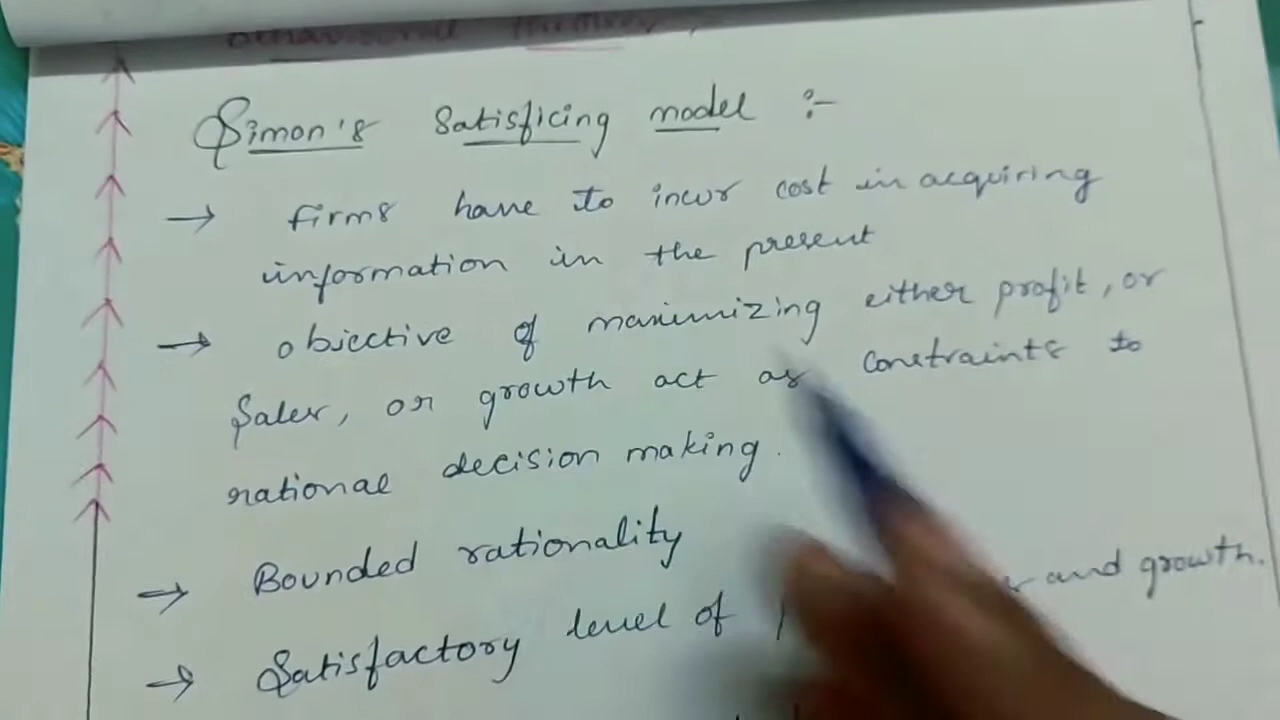 Simon's Satisficing model :-
→ firms have to incur cost in acquiring
information in the present
→ objective of maximizing either profit, or
Sales, or growth act as constraints to
rational decision making.
→ Bounded rationality
→ Satisfactory level of and growth.